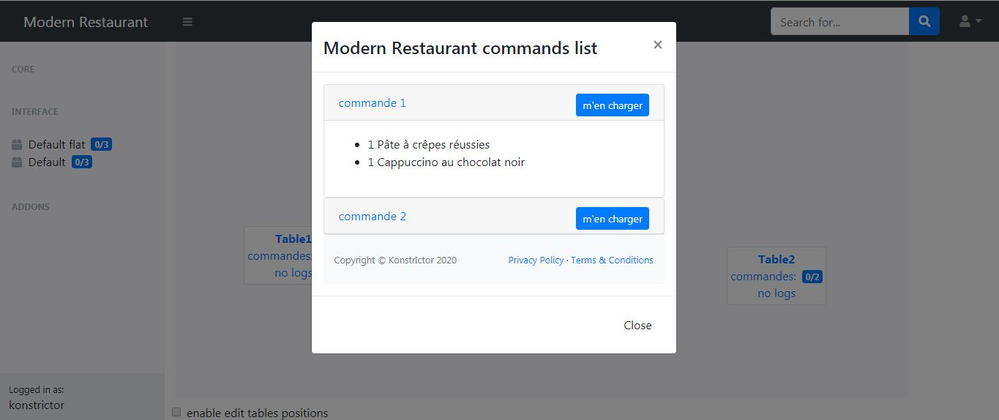 Modern Restaurant
Search for...
Modern Restaurant commands list
×
CORE
INTERFACE
Default flat 0/3
Default 0/3
ADDONS
commande 1 m'en charger
1 Pâte à crêpes réussies
1 Cappuccino au chocolat noir
commande 2 m'en charger
Table1
commandes:
no logs
Copyright © KonstrIctor 2020 Privacy Policy · Terms & Conditions
Table2
commandes: 0/2
no logs
Close
Logged in as:
konstrictor
enable edit tables positions